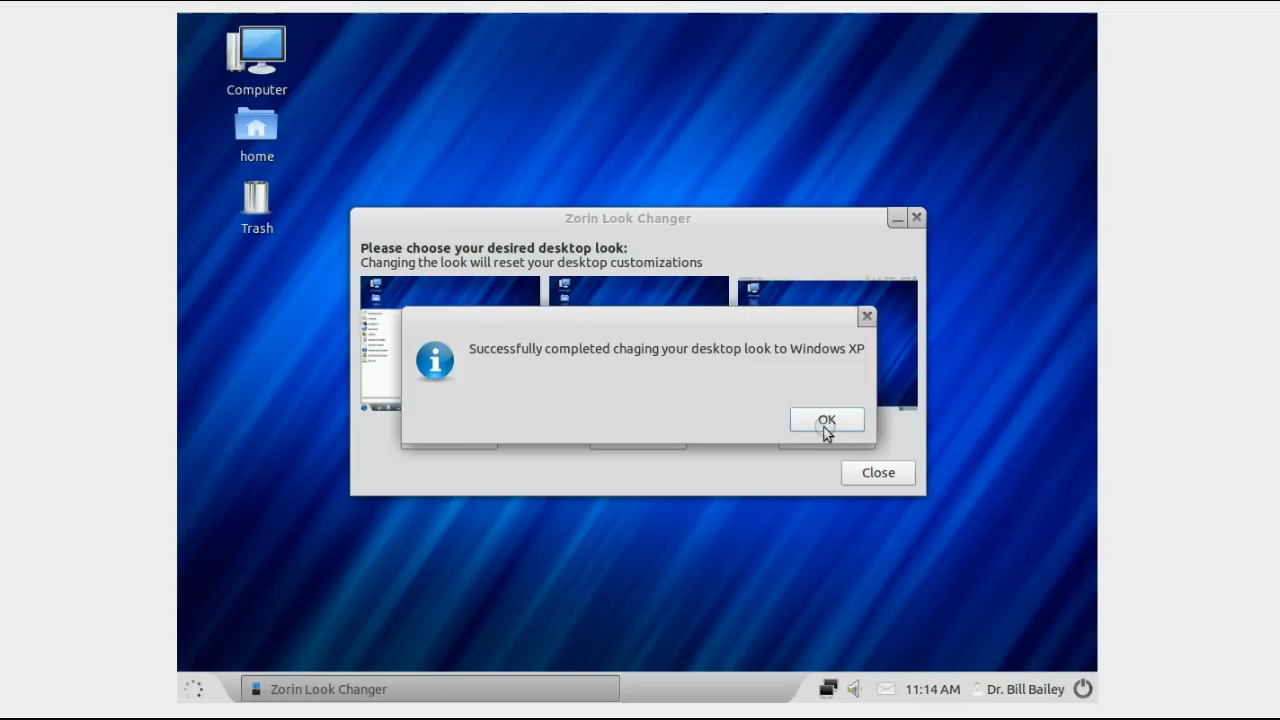 Computer
home
Trash
Zorin Look Changer
Please choose your desired desktop look:
Changing the look will reset your desktop customizations
Successfully completed chaging your desktop look to Windows XP
OK
Close
Zorin Look Changer
11:14 AM
Dr. Bill Bailey